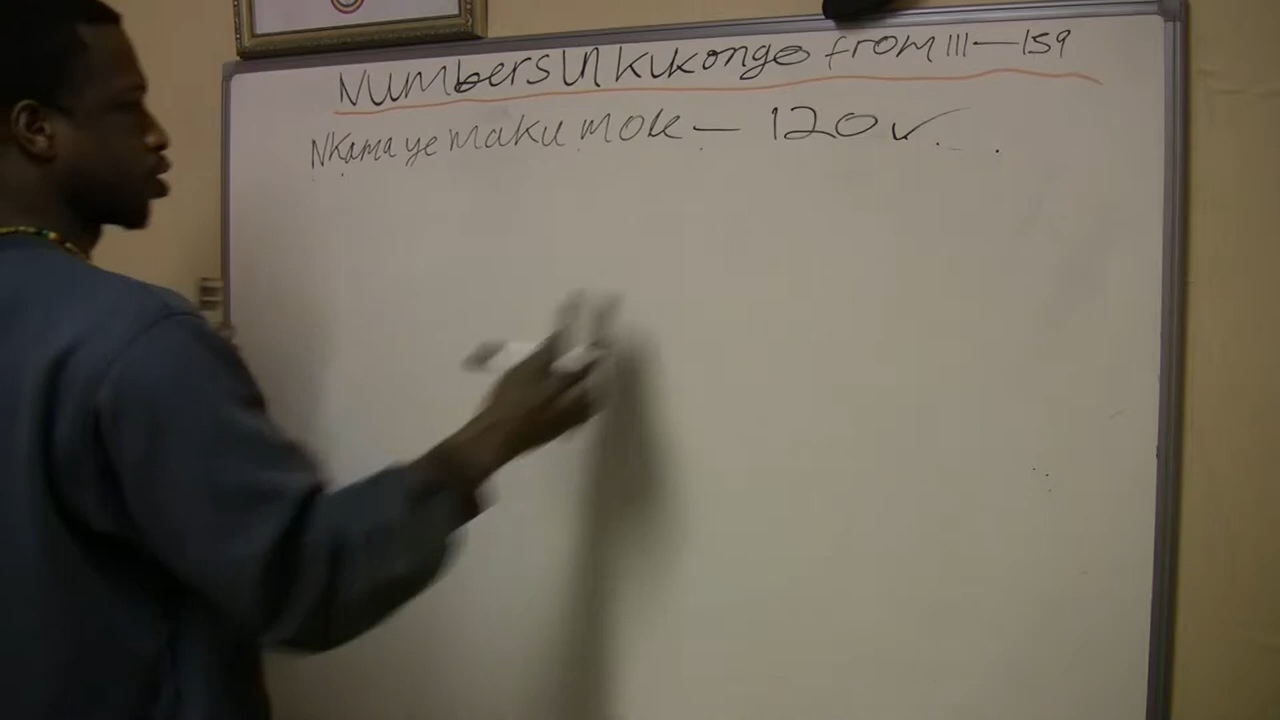 Numbers In kikongo from 111—159
Nkama ye maku mole — 120